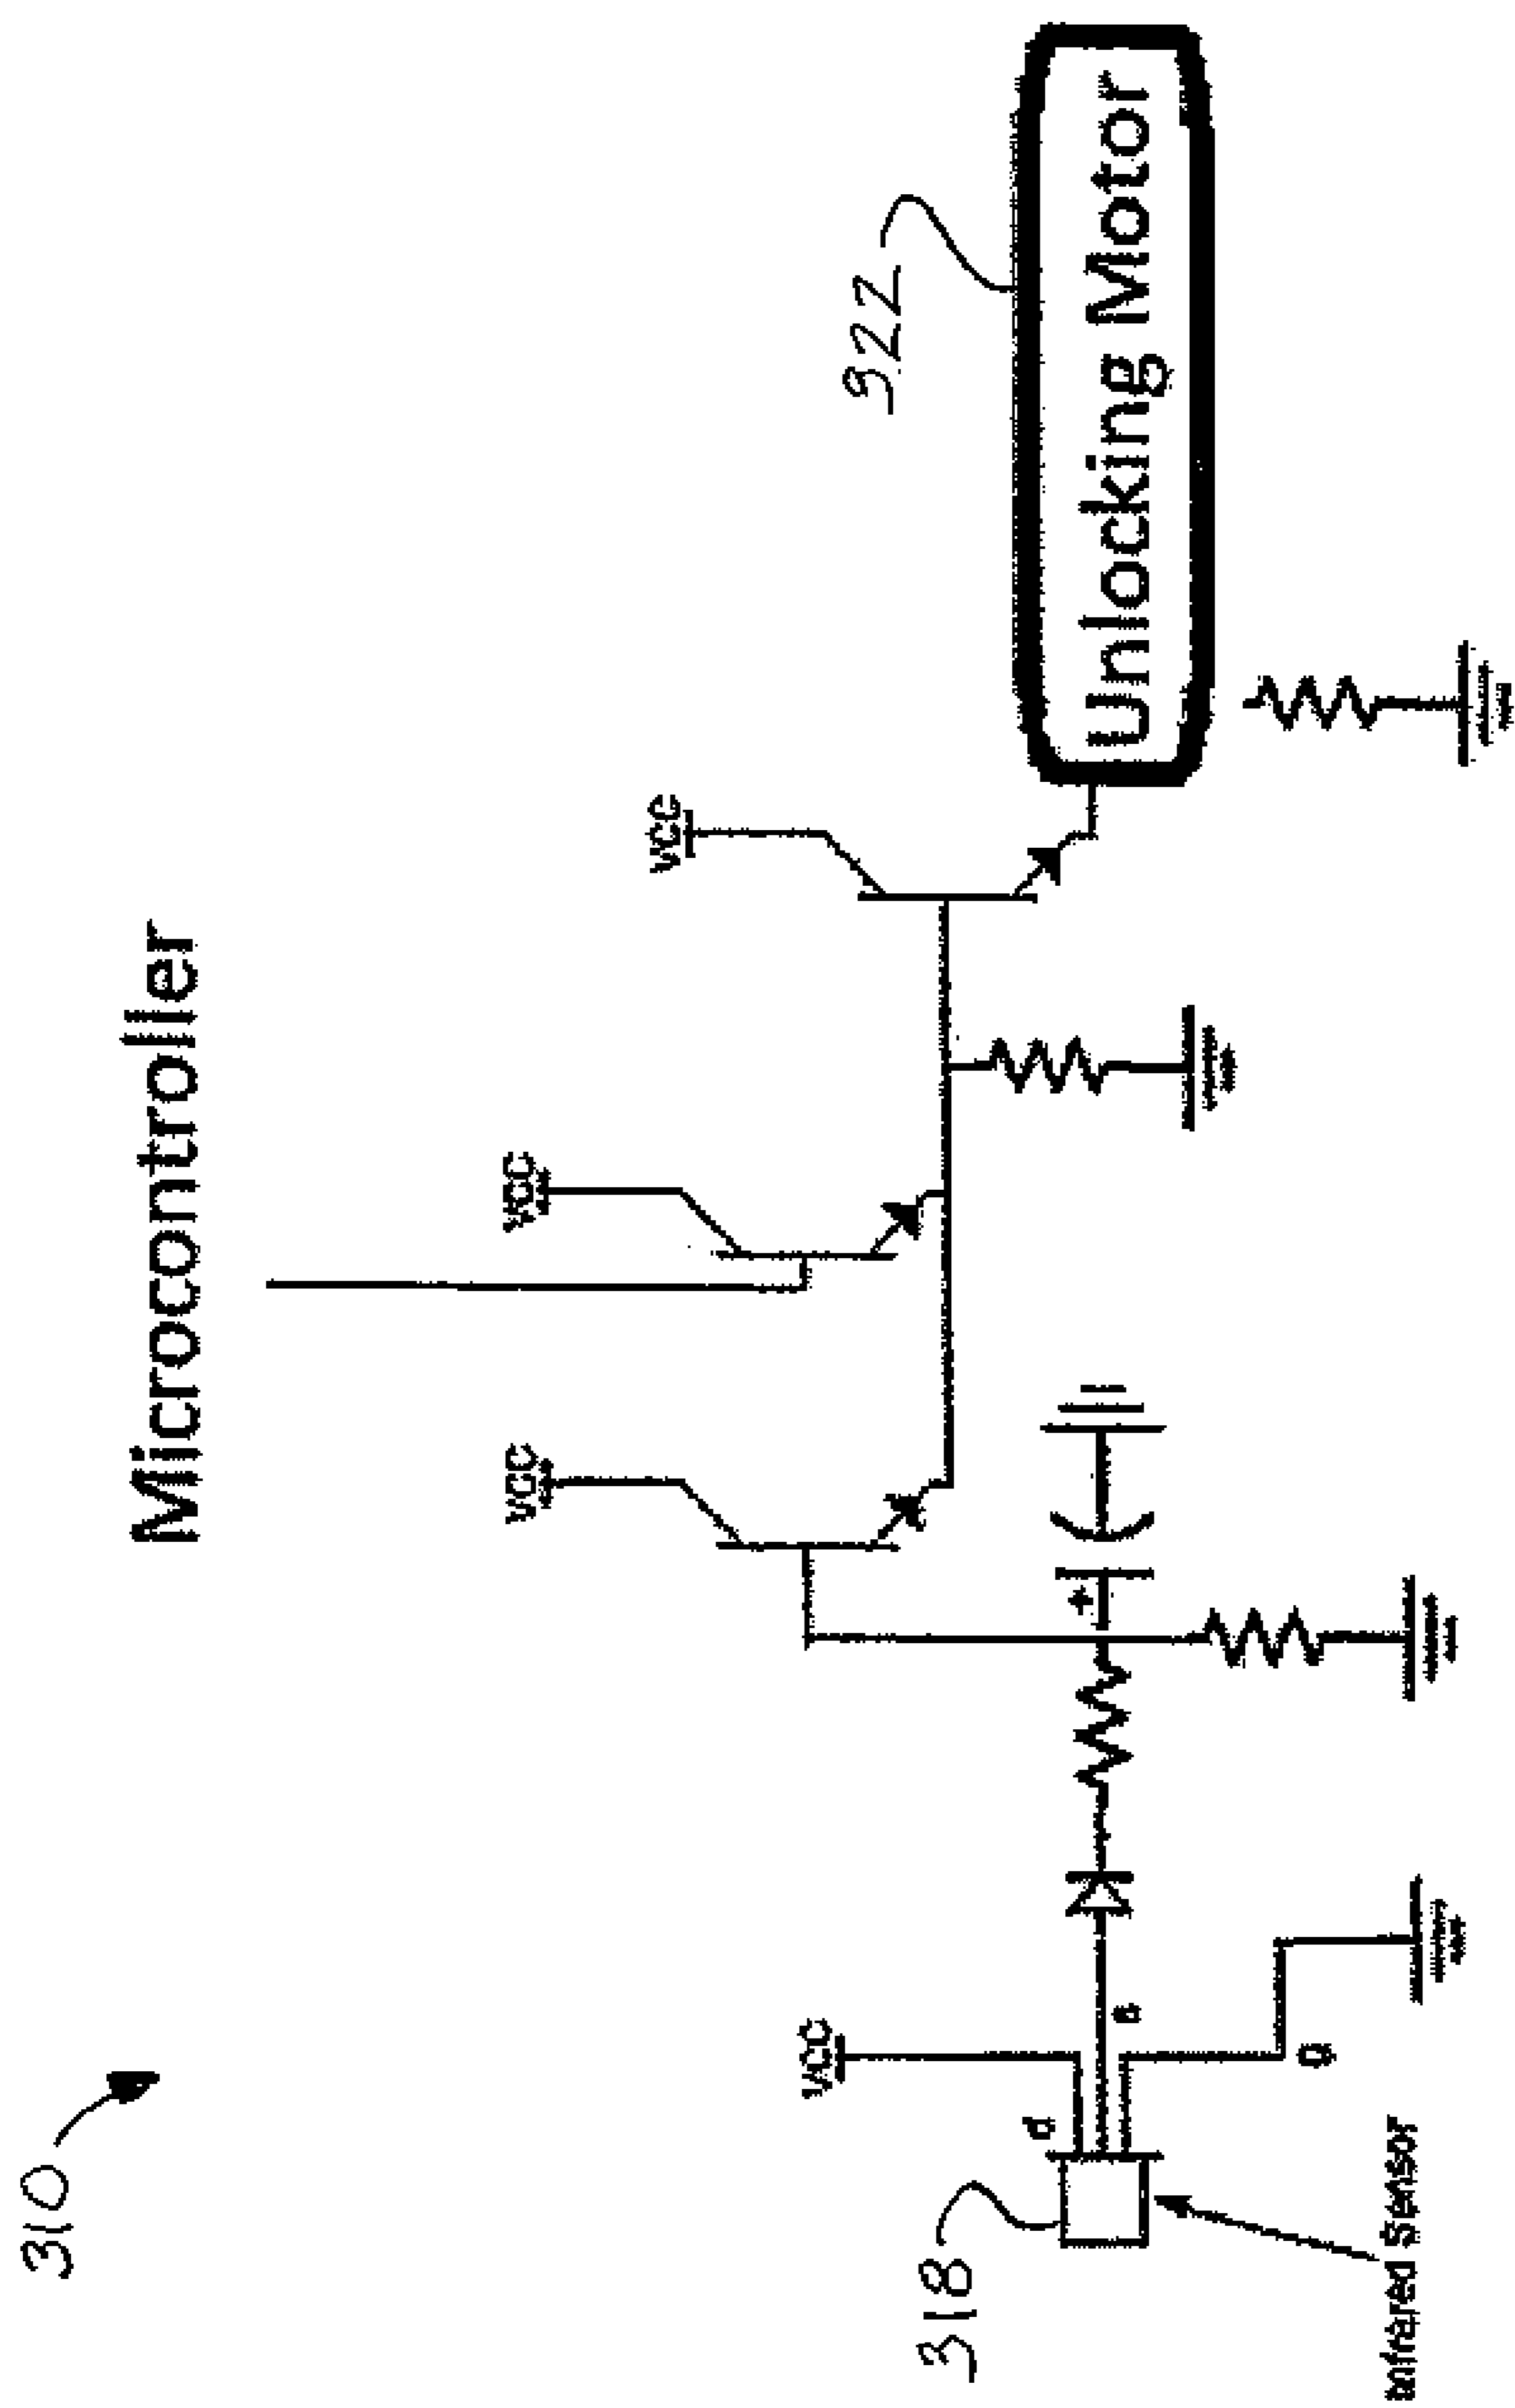 310
Microcontroller
322
VCC
VCC
VCC
VCC
Unlocking Motor
+
318
d
s
g
Infrared Sensor